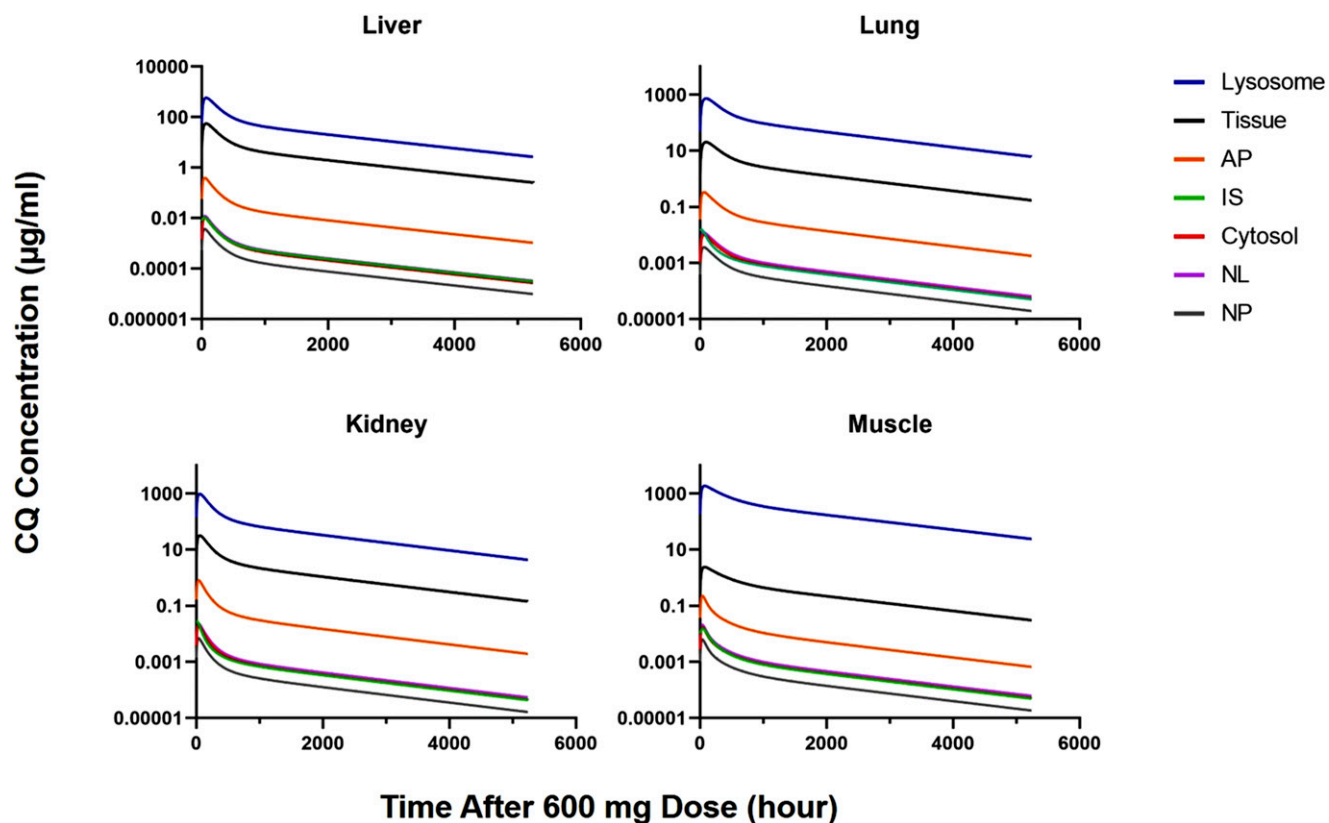 Liver
10000
100
1
0.01
0.0001
0.000001
0 2000 4000 6000
Lung
1000
10
0.1
0.001
0.00001
0 2000 4000 6000
Lysosome
Tissue
AP
IS
Cytosol
NL
NP
Kidney
1000
10
0.1
0.001
0.00001
0 2000 4000 6000
Muscle
1000
10
0.1
0.001
0.00001
0 2000 4000 6000
CQ Concentration (μg/ml)
Time After 600 mg Dose (hour)